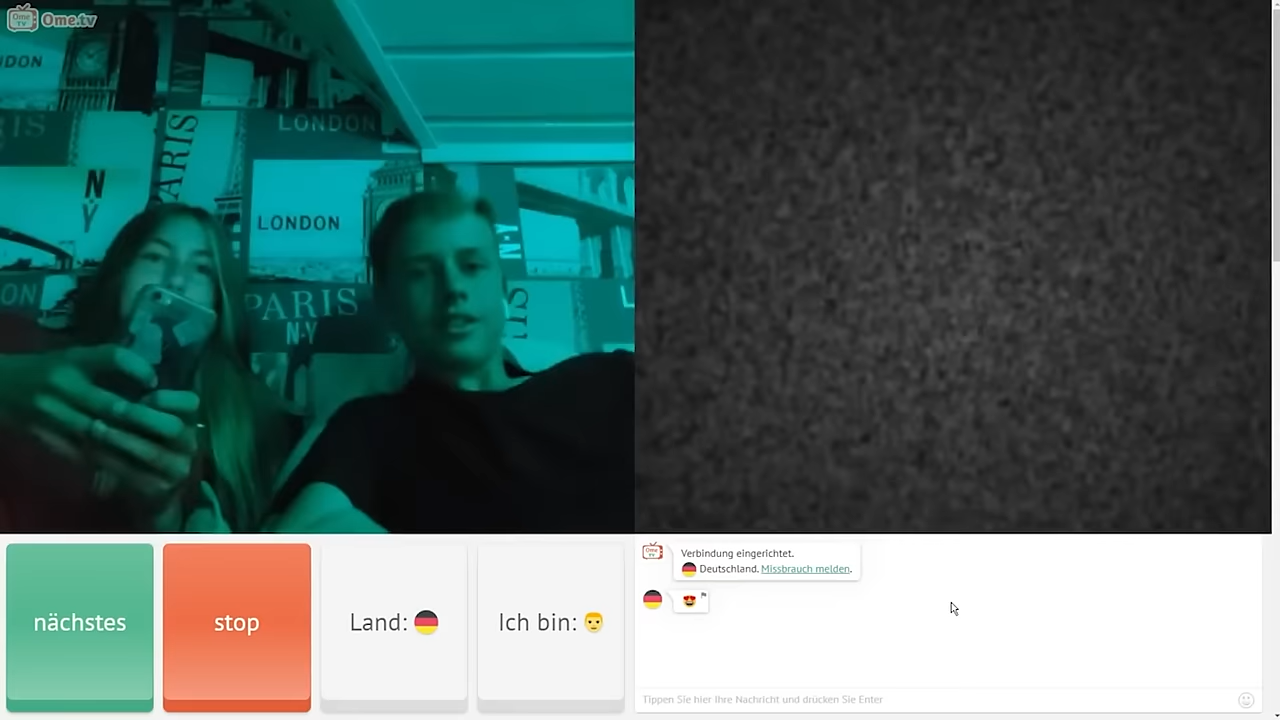 Ome.tv
LONDON
PARIS
LONDON
N
Y
LONDON
N·Y
PARIS
N·Y
nächstes
stop
Land:
Ich bin:
Verbindung eingerichtet.
Deutschland. Missbrauch melden.
Tippen Sie hier Ihre Nachricht und drücken Sie Enter